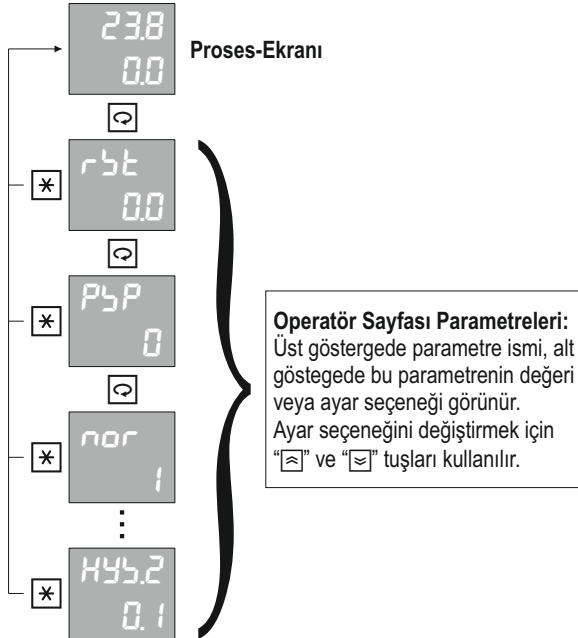 23.8
0.0
Proses-Ekranı
rSt
0.0
PSP
0
nor
1
HYS.2
0.1
Operatör Sayfası Parametreleri:
Üst göstergede parametre ismi, alt
göstegede bu parametrenin değeri
veya ayar seçeneği görünür.
Ayar seçeneğini değiştirmek için
“︽” ve “︾” tuşları kullanılır.